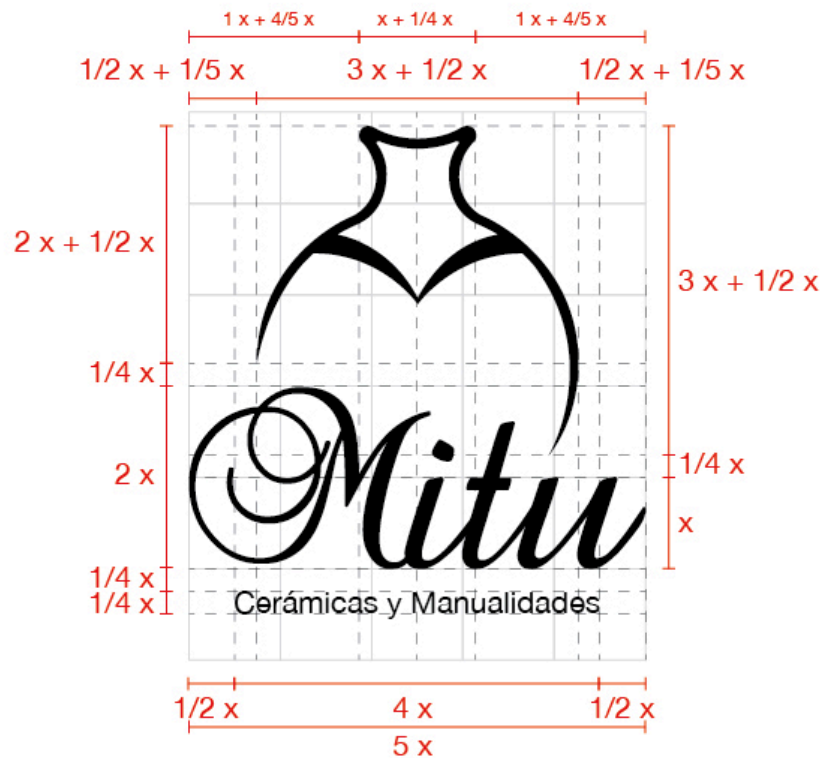 1 x + 4/5 x x + 1/4 x 1 x + 4/5 x
1/2 x + 1/5 x 3 x + 1/2 x 1/2 x + 1/5 x
2 x + 1/2 x
3 x + 1/2 x
1/4 x
Mitu
1/4 x
2 x
x
1/4 x
1/4 x
Cerámicas y Manualidades
1/2 x 4 x 1/2 x
5 x